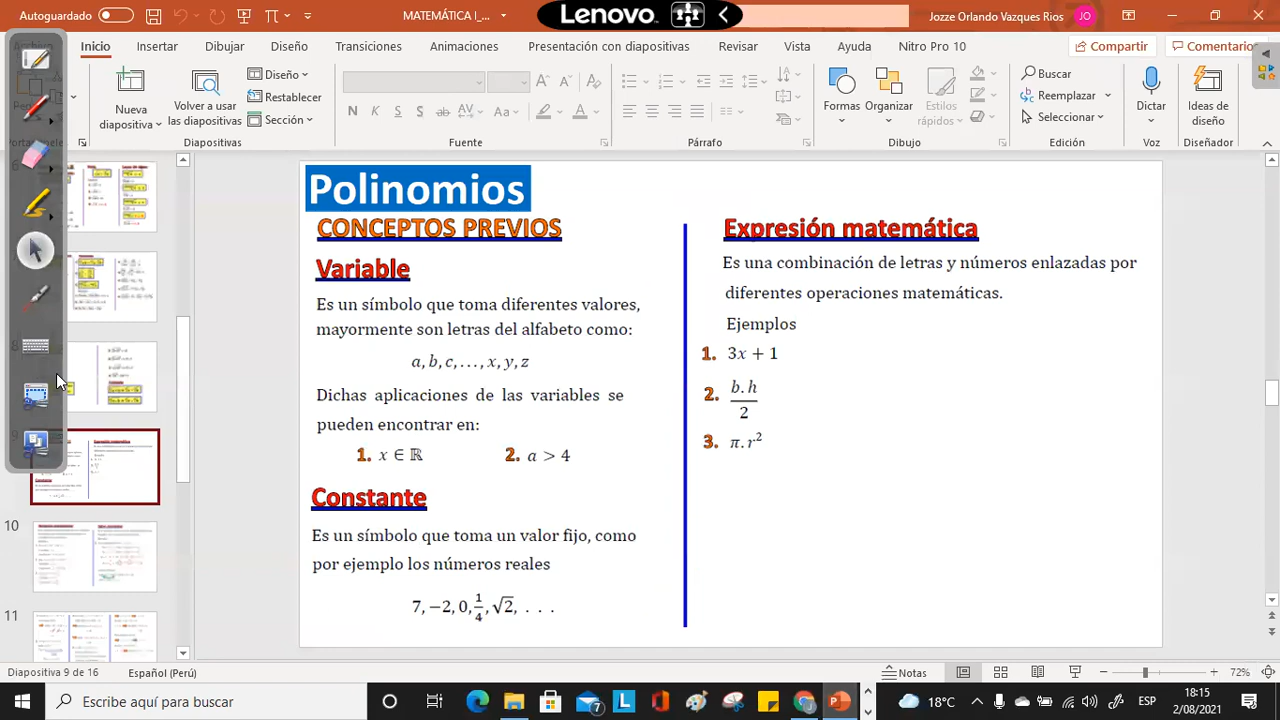 Autoguardado
MATEMÁTICA I_...
Lenovo
Jozze Orlando Vazques Rios
JO
Archivo
Inicio
Insertar
Dibujar
Diseño
Transiciones
Animaciones
Presentación con diapositivas
Revisar
Vista
Ayuda
Nitro Pro 10
Compartir
Comentarios
Nueva
diapositiva
Volver a usar
las diapositivas
Diseño
Restablecer
Sección
N K S S ab AV Aa A
Formas
Organizar
Estilos
rápidos
Buscar
Reemplazar
Seleccionar
Dictar
Ideas de
diseño
Diapositivas
Fuente
Párrafo
Dibujo
Edición
Voz
Diseñador
10
11
Polinomios
CONCEPTOS PREVIOS
Variable
Es un símbolo que toma diferentes valores,
mayormente son letras del alfabeto como:
a, b, c, . . . , x, y, z
Dichas aplicaciones de las variables se
pueden encontrar en:
1. x ∈ ℝ 2. a > 4
Constante
Es un símbolo que toma un valor fijo, como
por ejemplo los números reales
7, −2, 0, 1/4, √2, . . .
Expresión matemática
Es una combinación de letras y números enlazadas por
diferentes operaciones matemáticas.
Ejemplos
1. 3x + 1
2. b. h / 2
3. π. r²
Diapositiva 9 de 16
Español (Perú)
Notas
72%
Escribe aquí para buscar
7
18°C
ESP
18:15
2/08/2021